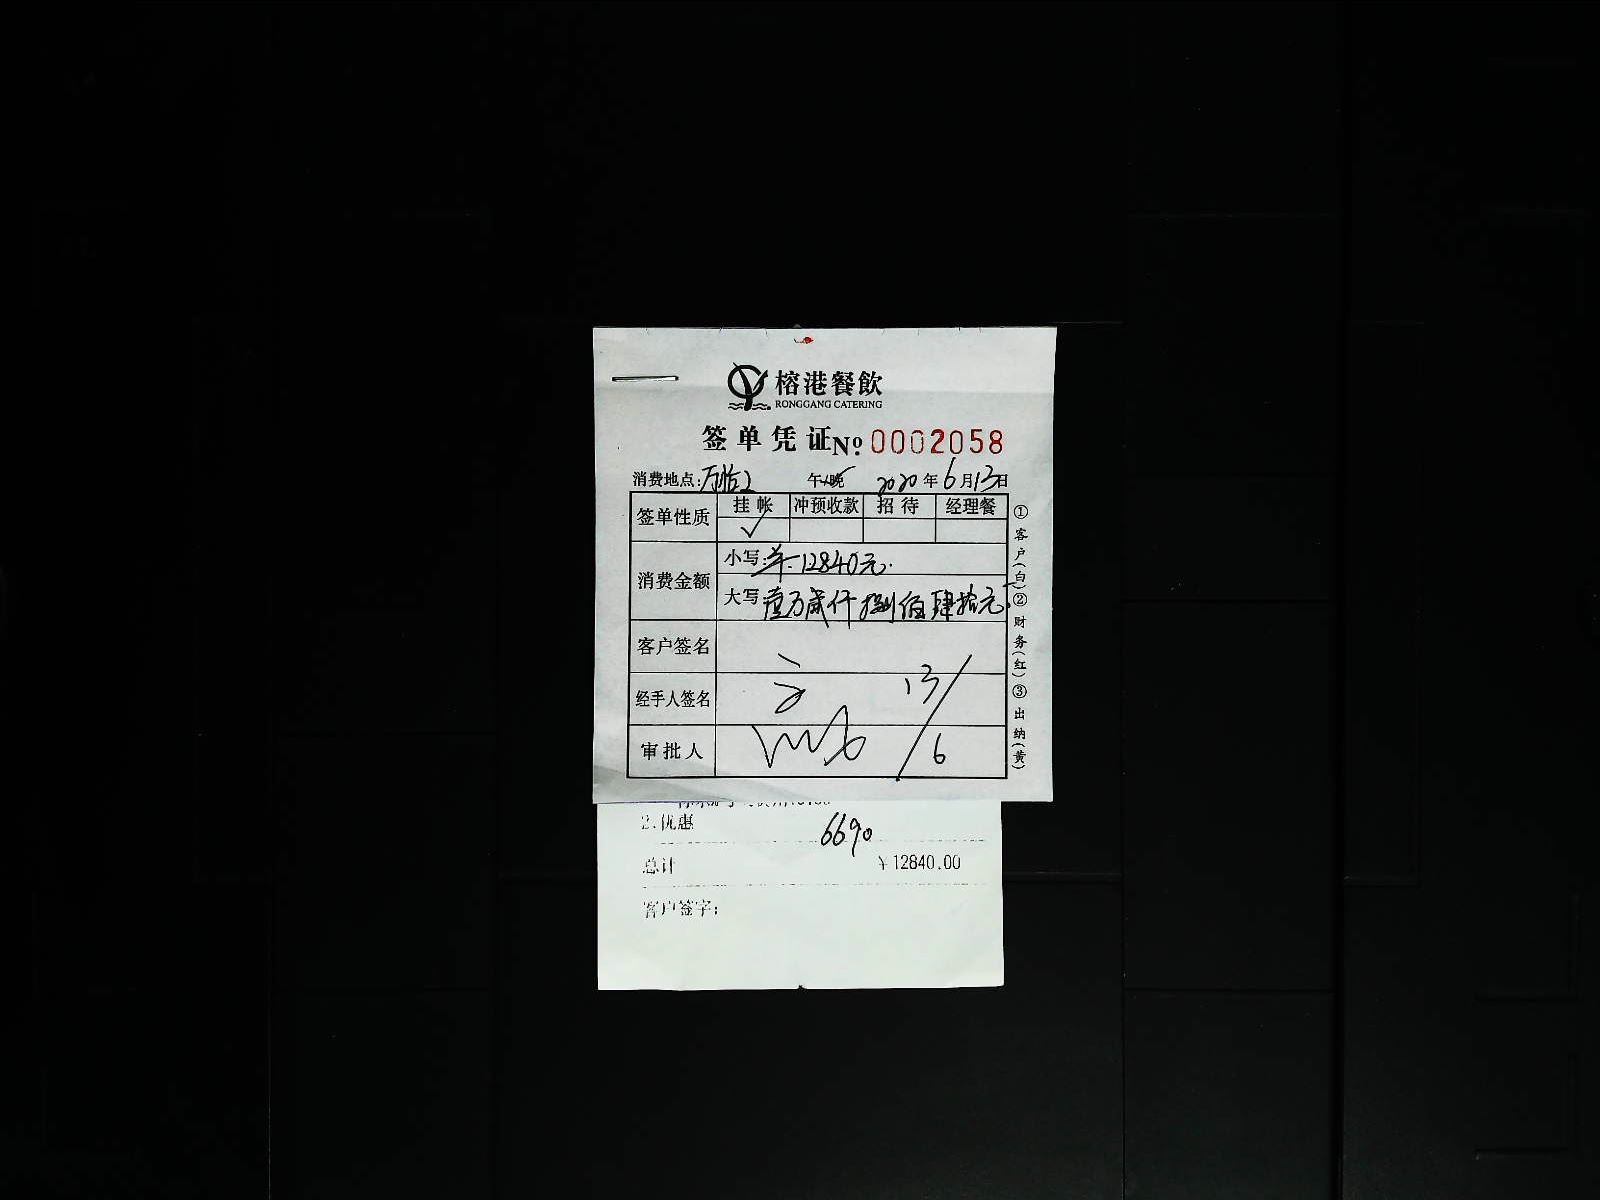 榕港餐飲
RONGGANG CATERING
签单凭证 No. 0002058
消费地点: 午 晚 2020年6月13日
签单性质 挂帐 冲预收款 招待 经理餐
✓
消费金额 小写: 12840元.
大写 壹万贰仟捌佰肆拾元.
客户签名
经手人签名 13/6
审批人
①客户(白)②财务(红)③出纳(黄)
2.优惠 6690
总计 ¥12840.00
客户签字: